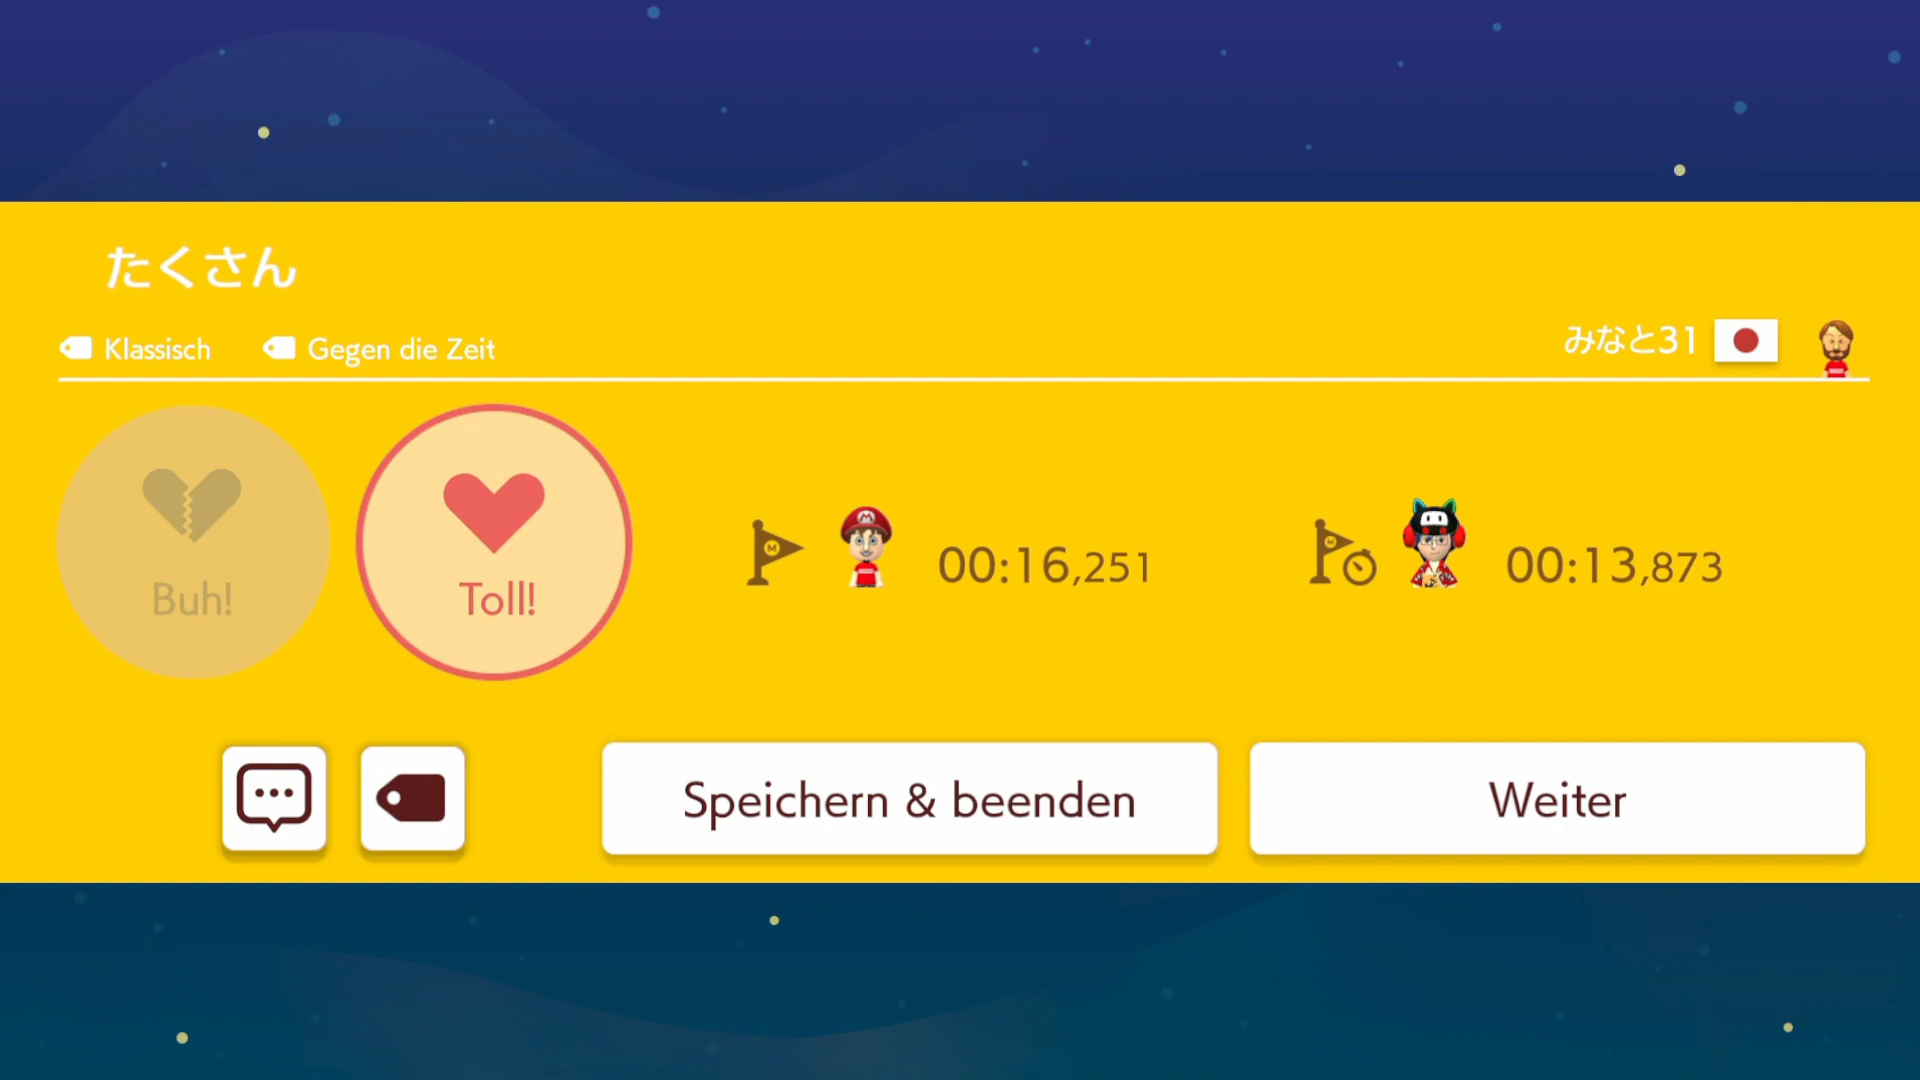 たくさん
Klassisch Gegen die Zeit
みなと31
Buh!
Toll!
00:16,251
00:13,873
Speichern & beenden
Weiter